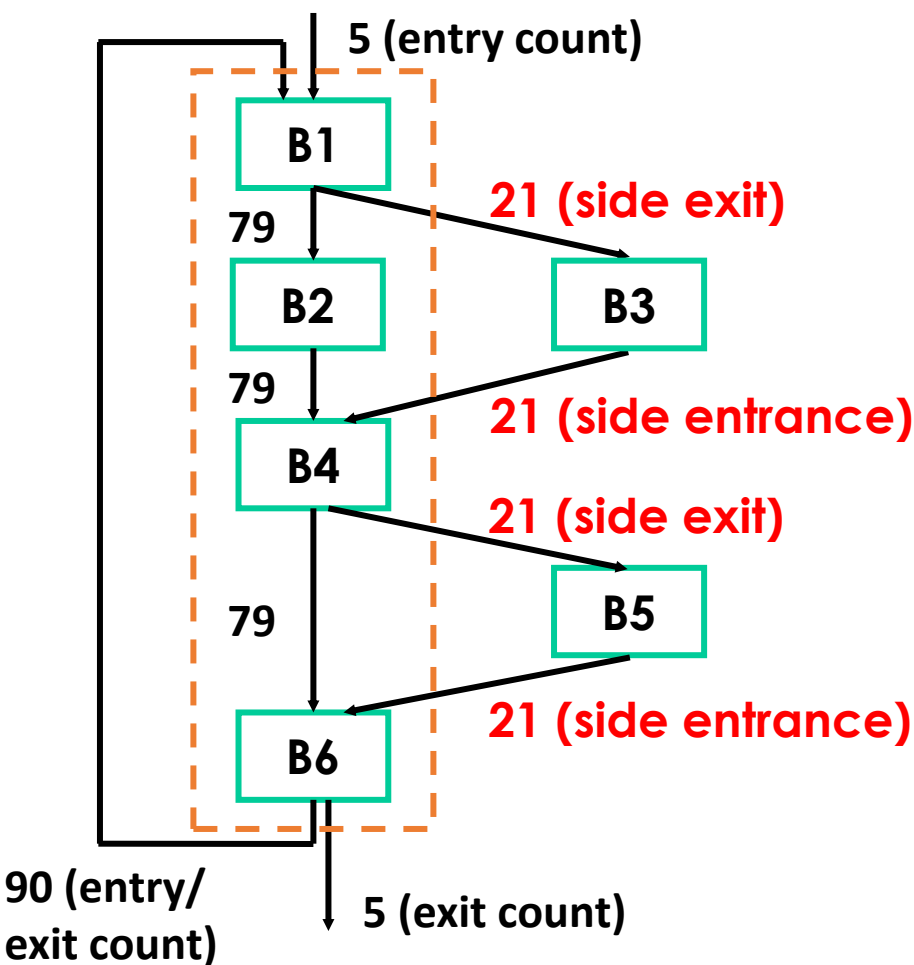 5 (entry count)
B1
21 (side exit)
79
B2
B3
79
21 (side entrance)
B4
21 (side exit)
79
B5
21 (side entrance)
B6
90 (entry/
exit count)
5 (exit count)